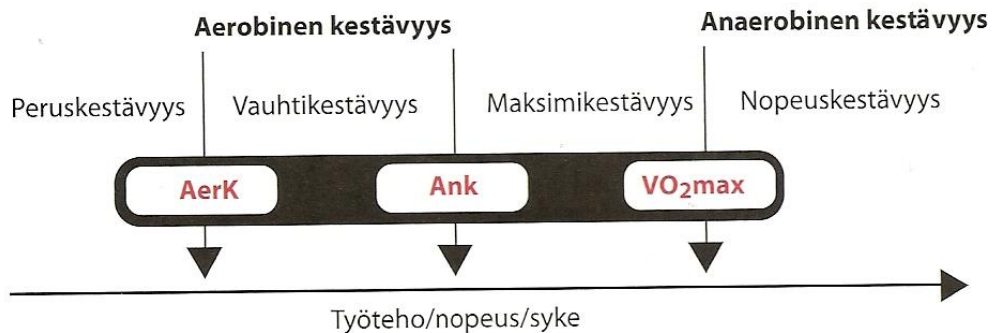 Aerobinen kestävyys
Anaerobinen kestävyys
Peruskestävyys
Vauhtikestävyys
Maksimikestävyys
Nopeuskestävyys
AerK
Ank
VO2max
Työteho/nopeus/syke